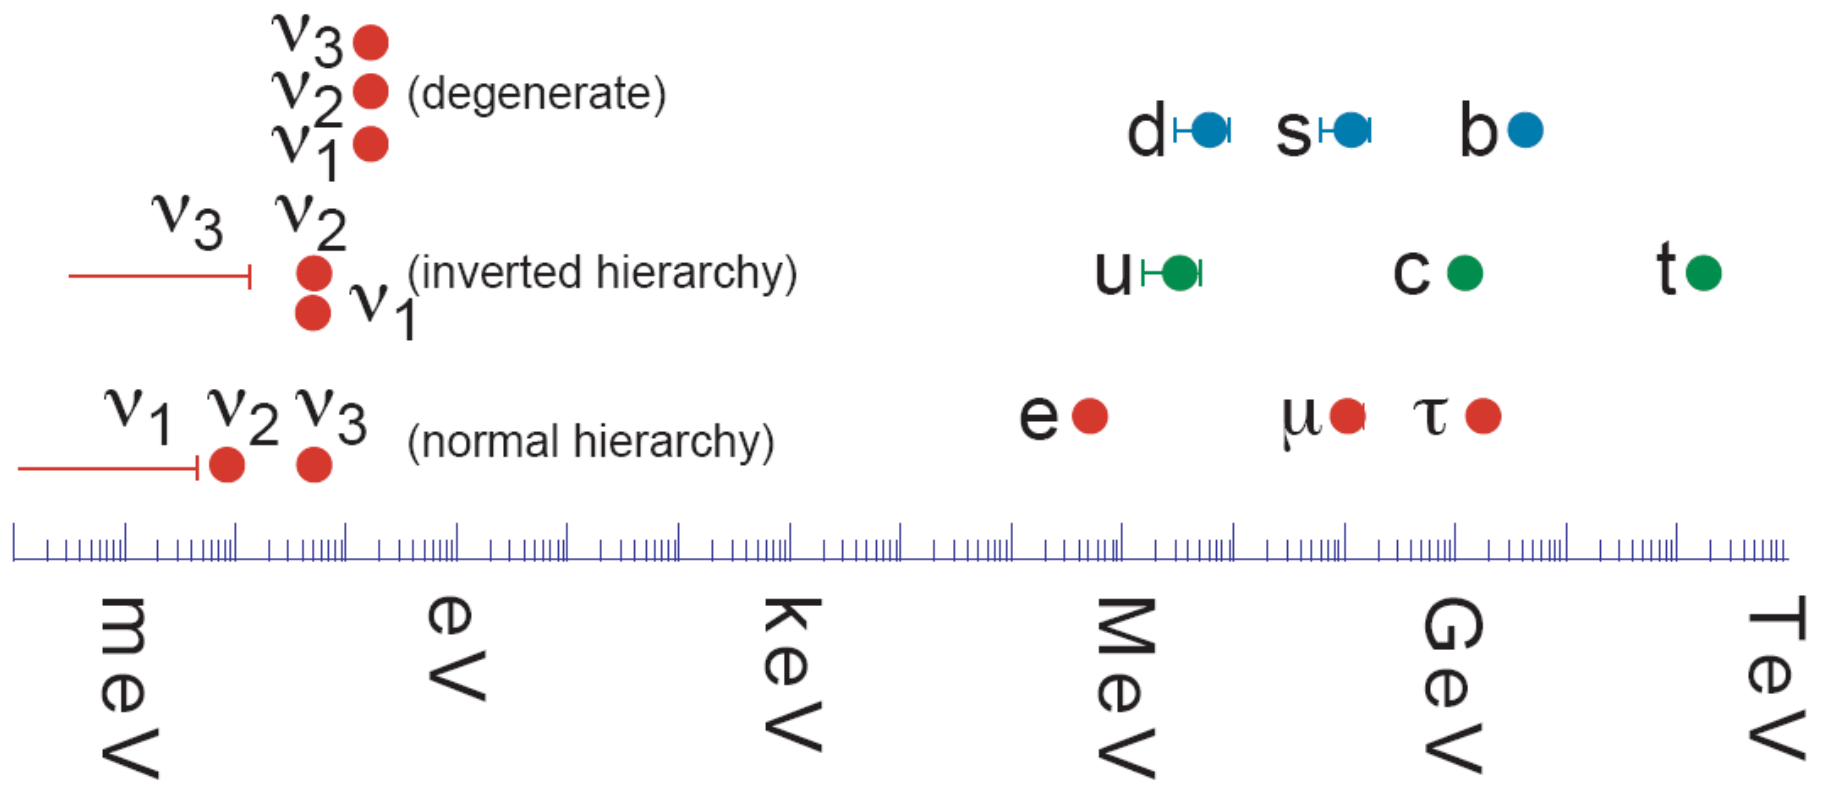 ν3
ν2 (degenerate)
ν1
d s b
ν3 ν2
(inverted hierarchy)
ν1
u c t
ν1 ν2 ν3
(normal hierarchy)
e μ τ
meV eV keV MeV GeV TeV